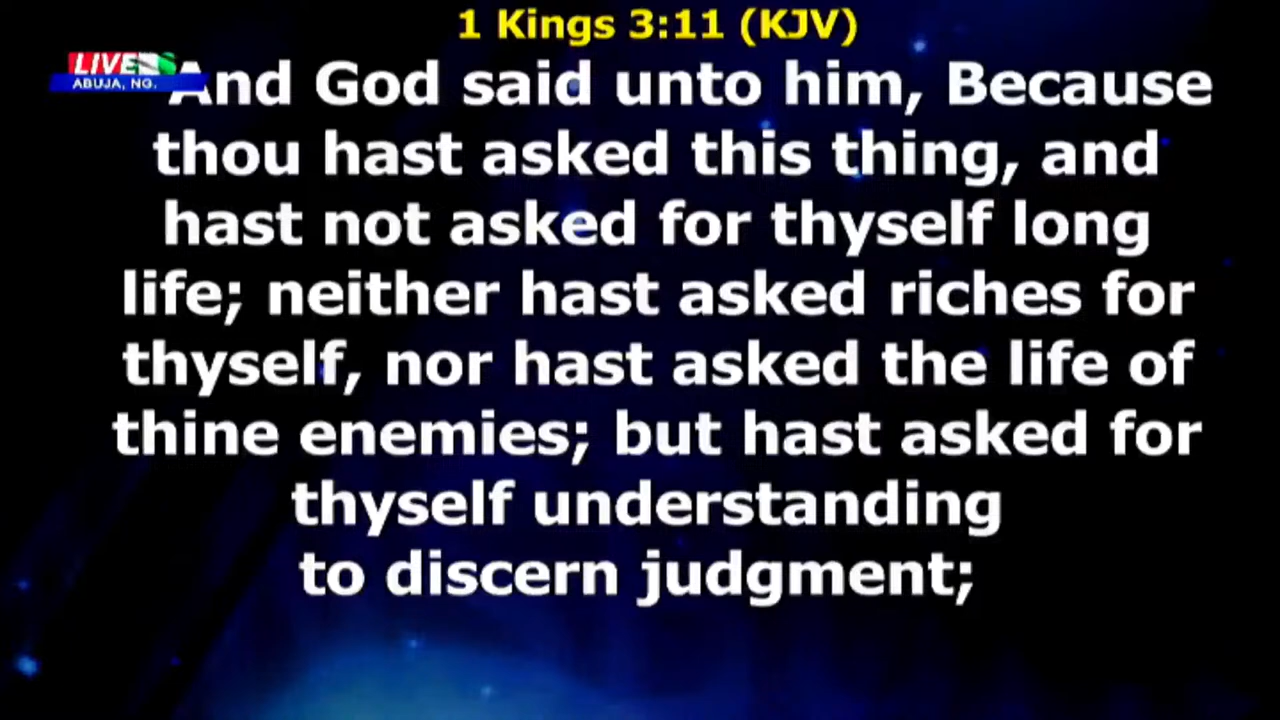 1 Kings 3:11 (KJV)
LIVE
ABUJA, NG.
And God said unto him, Because
thou hast asked this thing, and
hast not asked for thyself long
life; neither hast asked riches for
thyself, nor hast asked the life of
thine enemies; but hast asked for
thyself understanding
to discern judgment;